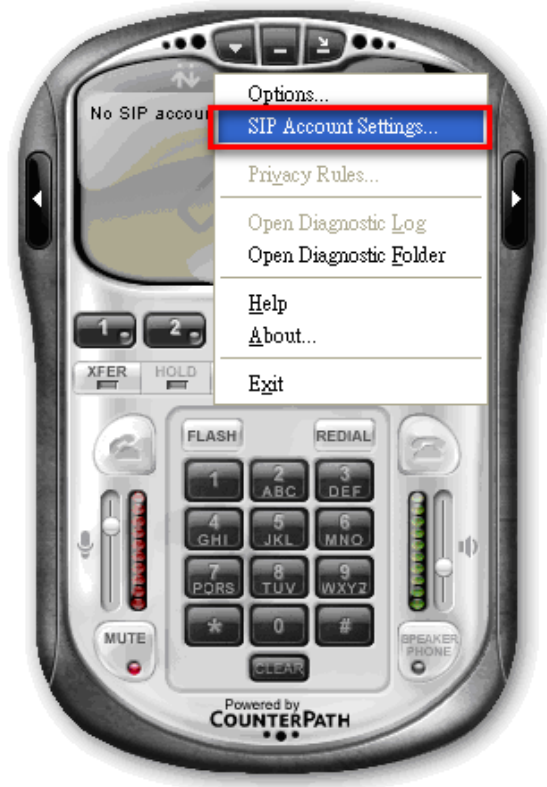 Options...
No SIP accou
SIP Account Settings...
Privacy Rules...
Open Diagnostic Log
Open Diagnostic Folder
Help
About...
Exit
1 2
XFER HOLD
FLASH REDIAL
1 2 3
ABC DEF
4 5 6
GHI JKL MNO
7 8 9
PQRS TUV WXYZ
* 0 #
MUTE SPEAKER
PHONE
CLEAR
Powered by
COUNTERPATH